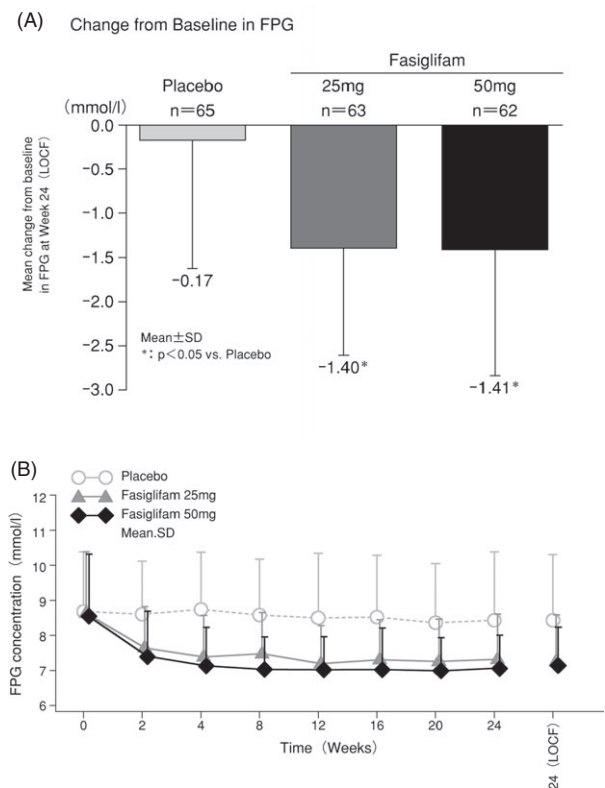 (A) Change from Baseline in FPG
Fasiglifam
Placebo 25mg 50mg
(mmol/l) n=65 n=63 n=62
Mean change from baseline
in FPG at Week 24 (LOCF)
0.0
−0.5
−1.0
−1.5
−2.0
−2.5
−3.0
−0.17
−1.40*
−1.41*
Mean±SD
*: p<0.05 vs. Placebo
(B)
Placebo
Fasiglifam 25mg
Fasiglifam 50mg
Mean.SD
FPG concentration (mmol/l)
12
11
10
9
8
7
6
0 2 4 8 12 16 20 24 24 (LOCF)
Time (Weeks)